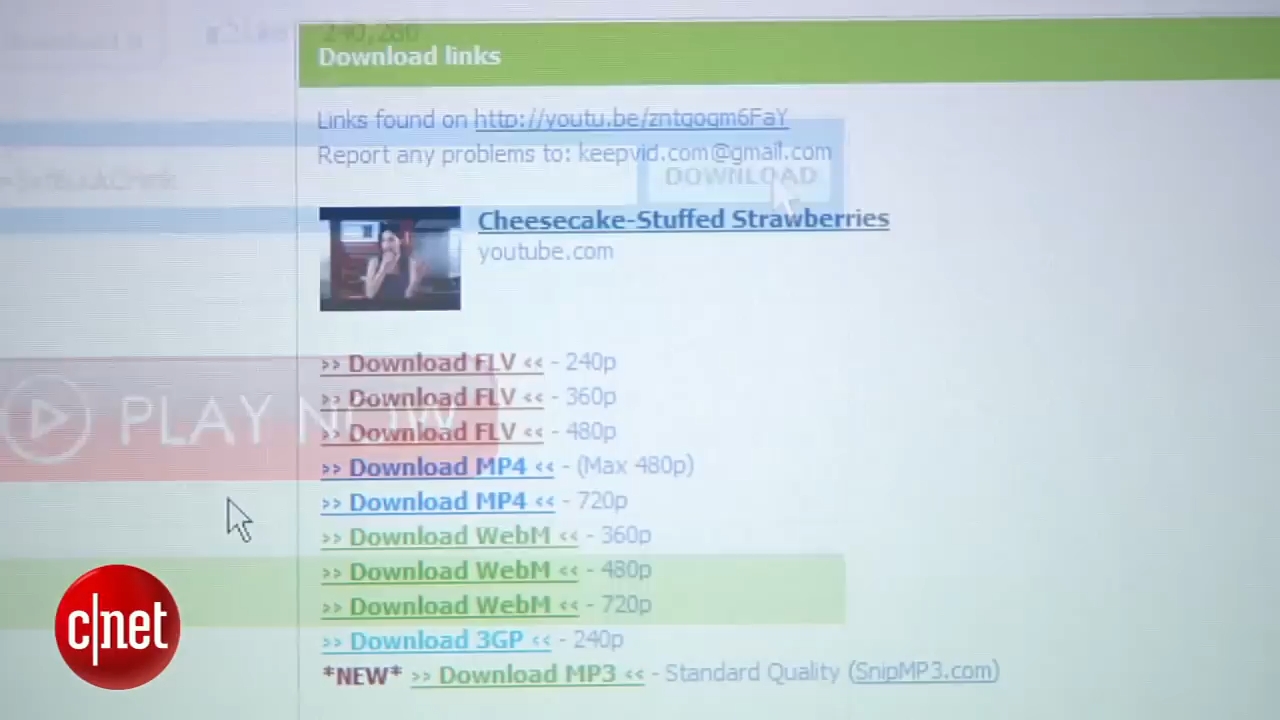 240,280
Download links
Links found on http://youtu.be/zntgogm6FaY
Report any problems to: keepvid.com@gmail.com
DOWNLOAD
Cheesecake-Stuffed Strawberries
youtube.com
>> Download FLV << - 240p
>> Download FLV << - 360p
PLAY NOW
>> Download FLV << - 480p
>> Download MP4 << - (Max 480p)
>> Download MP4 << - 720p
>> Download WebM << - 360p
>> Download WebM << - 480p
>> Download WebM << - 720p
c|net
>> Download 3GP << - 240p
*NEW* >> Download MP3 << - Standard Quality (SnipMP3.com)